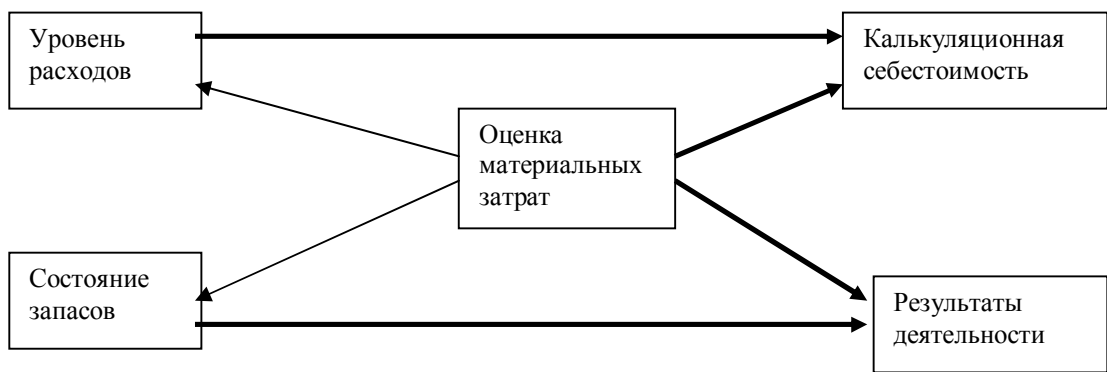 Уровень
расходов
Калькуляционная
себестоимость
Оценка
материальных
затрат
Состояние
запасов
Результаты
деятельности